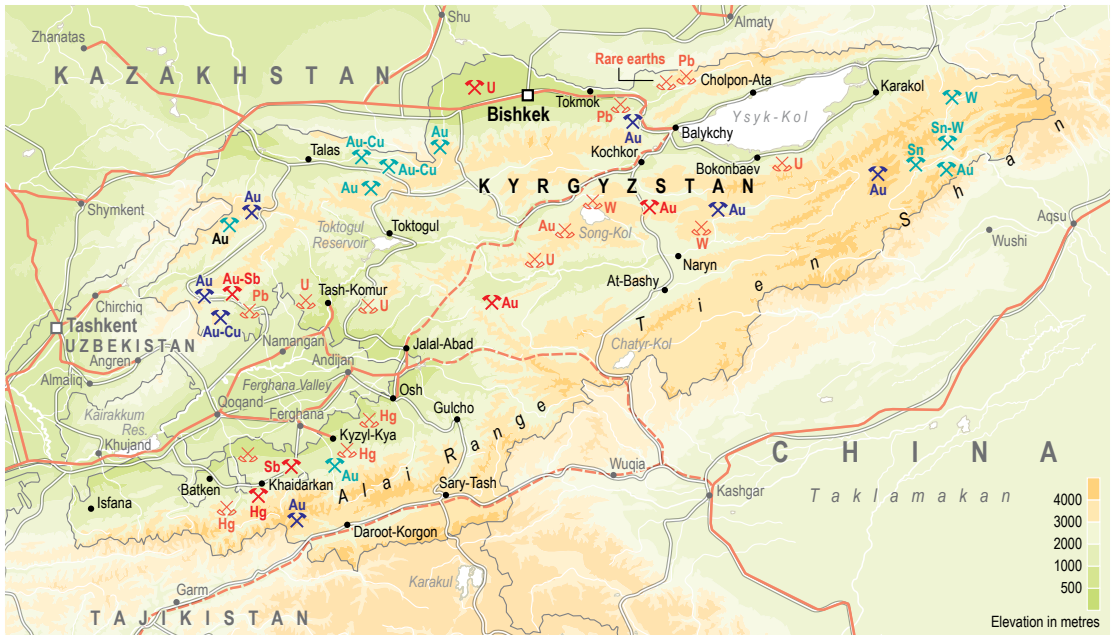 Shu
Almaty
Zhanatas
KAZAKHSTAN
Rare earths
Pb
Cholpon-Ata
Karakol
U
Tokmok
W
Bishkek
Pb
Ysyk-Kol
Au
Balykchy
Au
Au-Cu
Sn-W
Talas
Kochkor
Bokonbaev
Sn
Au-Cu
U
Au
Au
KYRGYZSTAN
Au
Shymkent
Au
W
Au
Au
Au
Toktogul
Reservoir
Toktogul
Au
Song-Kol
W
Aqsu
Wushi
Tien Shan
U
Naryn
Au
Au-Sb
Pb
U
Tash-Komur
U
At-Bashy
Au
Chirchiq
Au-Cu
Tashkent
UZBEKISTAN
Namangan
Jalal-Abad
Chatyr-Kol
Angren
Andijan
Almaliq
Ferghana Valley
Osh
Qoqand
Gulcho
Kairakkum
Res.
Ferghana
Hg
Khujand
Kyzyl-Kya
Hg
CHINA
Sb
Au
Alai Range
Wuqia
Batken
Khaidarkan
Sary-Tash
Kashgar
Taklamakan
Isfana
Hg
Hg
Au
Daroot-Korgon
4000
3000
2000
1000
500
Karakul
Garm
TAJIKISTAN
Elevation in metres